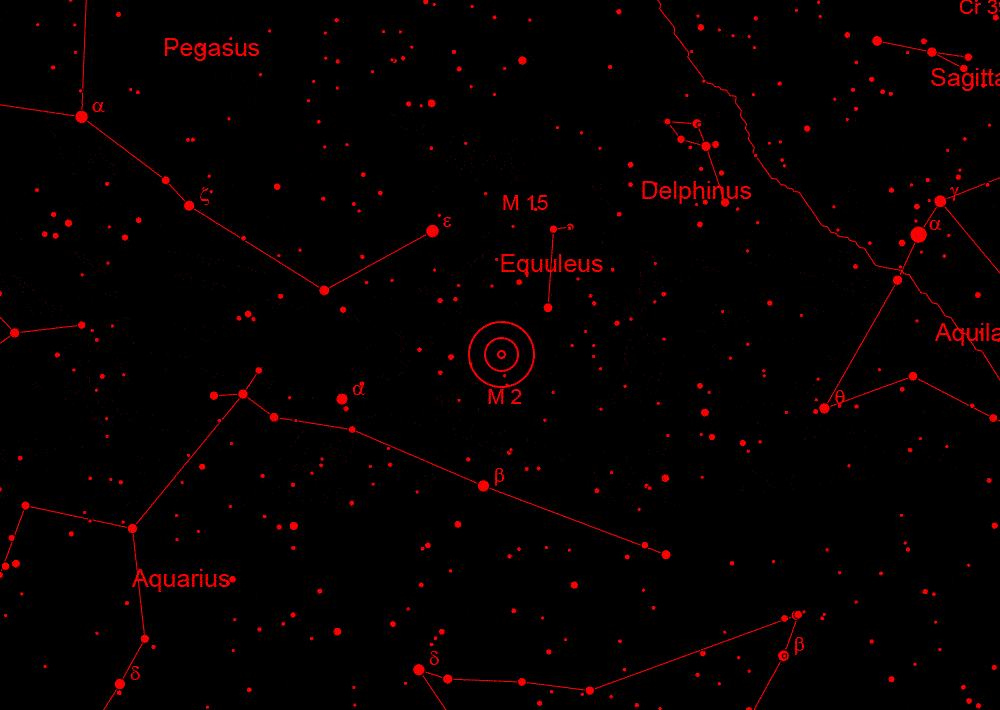 Cr 3
Pegasus
Sagitta
α
Delphinus
γ
ζ
M 15
ε
α
Equuleus
Aquila
α
M 2
θ
β
Aquarius
β
δ
δ